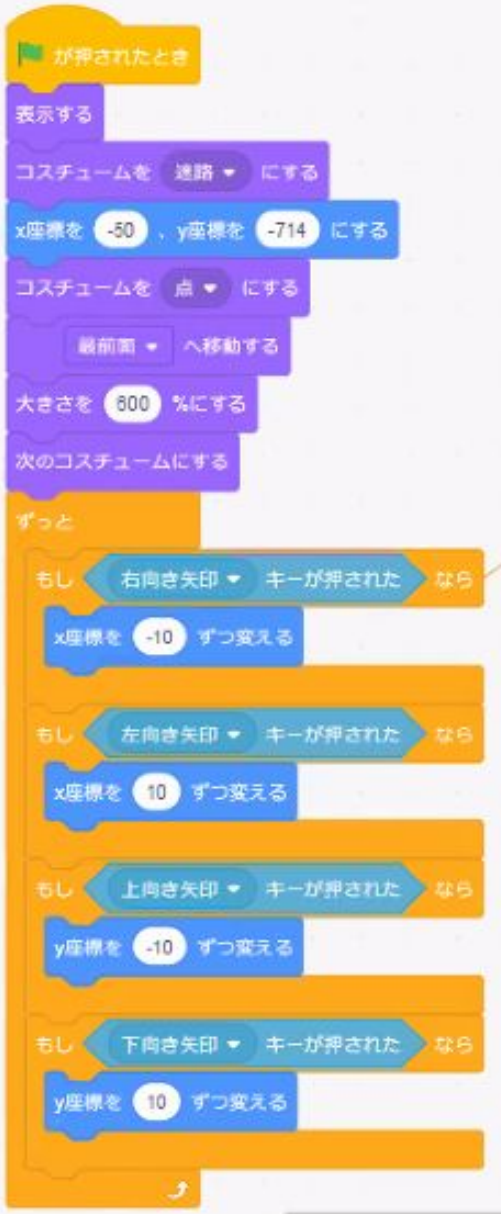 が押されたとき
表示する
コスチュームを 迷路 にする
x座標を -50 、y座標を -714 にする
コスチュームを 点 にする
最前面 へ移動する
大きさを 600 %にする
次のコスチュームにする
ずっと
もし 右向き矢印 キーが押された なら
x座標を -10 ずつ変える
もし 左向き矢印 キーが押された なら
x座標を 10 ずつ変える
もし 上向き矢印 キーが押された なら
y座標を -10 ずつ変える
もし 下向き矢印 キーが押された なら
y座標を 10 ずつ変える